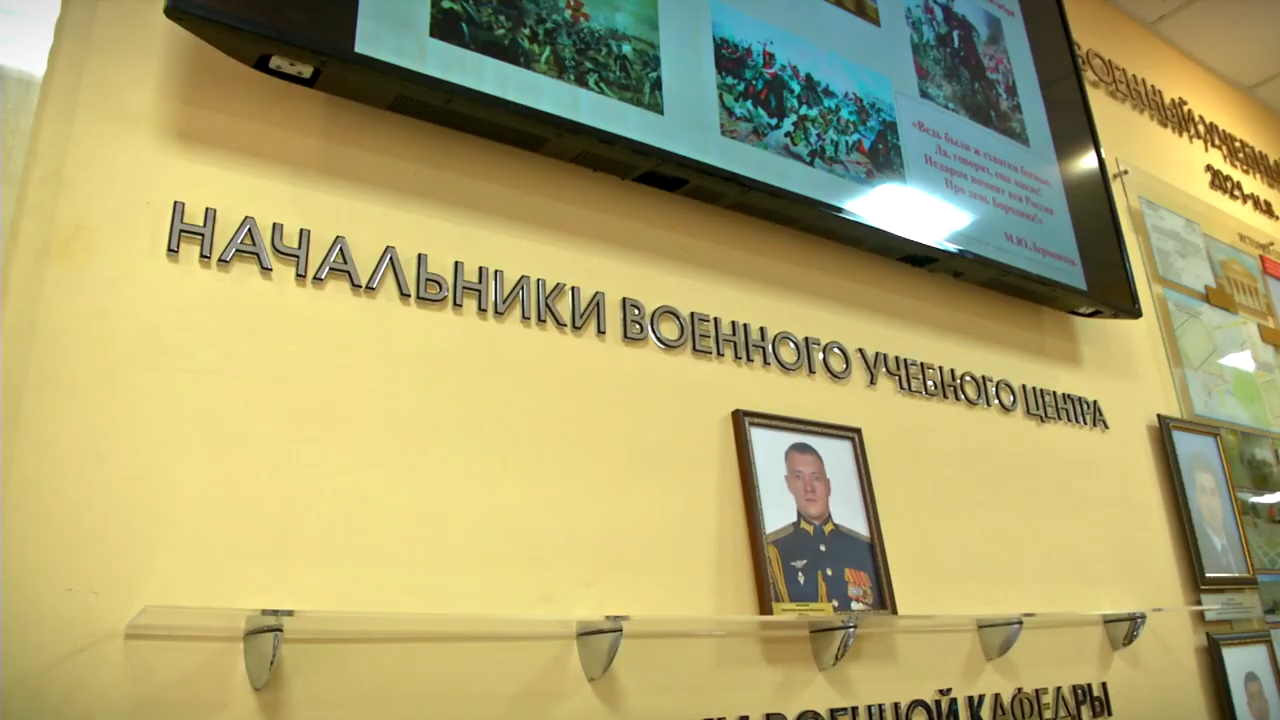 «Ведь были ж схватки боевые,
Да, говорят, еще какие!
Недаром помнит вся Россия
Про день Бородина!»
М.Ю.Лермонтов
ВОЕННЫЙ УЧЕБНЫЙ
2021-н.в.
НАЧАЛЬНИКИ ВОЕННОГО УЧЕБНОГО ЦЕНТРА
ВОЕННОЙ КАФЕДРЫ